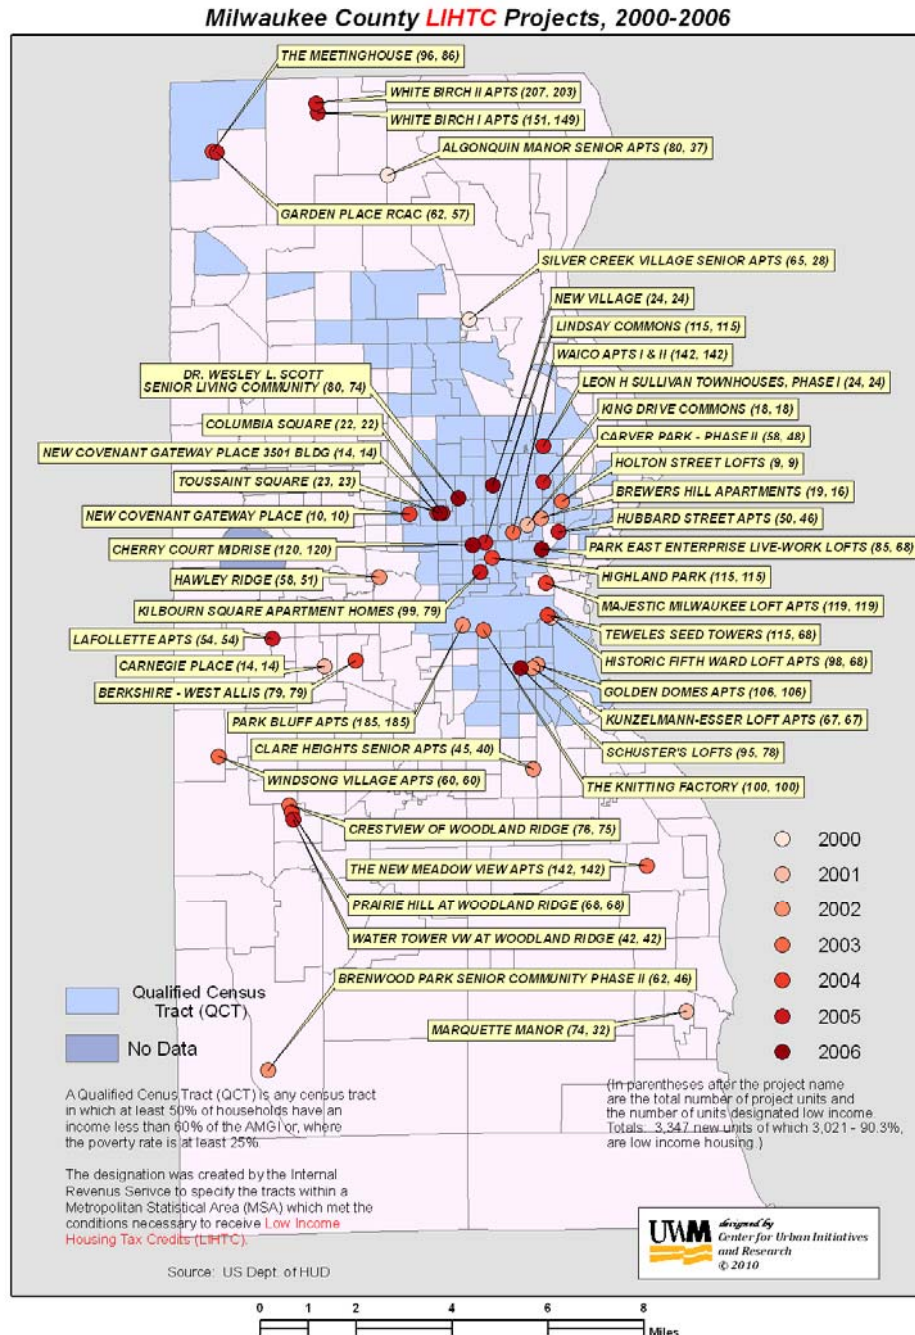 Milwaukee County LIHTC Projects, 2000-2006
THE MEETINGHOUSE (96, 86)
WHITE BIRCH II APTS (207, 203)
WHITE BIRCH I APTS (151, 149)
ALGONQUIN MANOR SENIOR APTS (80, 37)
GARDEN PLACE RCAC (62, 57)
SILVER CREEK VILLAGE SENIOR APTS (65, 28)
NEW VILLAGE (24, 24)
LINDSAY COMMONS (115, 115)
WAICO APTS I & II (142, 142)
DR. WESLEY L. SCOTT
SENIOR LIVING COMMUNITY (80, 74)
LEON H SULLIVAN TOWNHOUSES, PHASE I (24, 24)
KING DRIVE COMMONS (18, 18)
COLUMBIA SQUARE (22, 22)
CARVER PARK - PHASE II (58, 48)
NEW COVENANT GATEWAY PLACE 3501 BLDG (14, 14)
HOLTON STREET LOFTS (9, 9)
TOUSSAINT SQUARE (23, 23)
BREWERS HILL APARTMENTS (19, 16)
NEW COVENANT GATEWAY PLACE (10, 10)
HUBBARD STREET APTS (50, 46)
CHERRY COURT MIDRISE (120, 120)
PARK EAST ENTERPRISE LIVE-WORK LOFTS (85, 68)
HAWLEY RIDGE (58, 51)
HIGHLAND PARK (115, 115)
KILBOURN SQUARE APARTMENT HOMES (99, 79)
MAJESTIC MILWAUKEE LOFT APTS (119, 119)
LAFOLLETTE APTS (54, 54)
TEWELES SEED TOWERS (115, 68)
CARNEGIE PLACE (14, 14)
HISTORIC FIFTH WARD LOFT APTS (98, 68)
BERKSHIRE - WEST ALLIS (79, 79)
GOLDEN DOMES APTS (106, 106)
PARK BLUFF APTS (185, 185)
KUNZELMANN-ESSER LOFT APTS (67, 67)
CLARE HEIGHTS SENIOR APTS (45, 40)
SCHUSTER'S LOFTS (95, 78)
WINDSONG VILLAGE APTS (60, 60)
THE KNITTING FACTORY (100, 100)
CRESTVIEW OF WOODLAND RIDGE (76, 75)
THE NEW MEADOW VIEW APTS (142, 142)
PRAIRIE HILL AT WOODLAND RIDGE (68, 68)
WATER TOWER VW AT WOODLAND RIDGE (42, 42)
BRENWOOD PARK SENIOR COMMUNITY PHASE II (62, 46)
MARQUETTE MANOR (74, 32)
2000
2001
2002
2003
2004
2005
2006
Qualified Census
Tract (QCT)
No Data
A Qualified Cenus Tract (QCT) is any census tract
in which at least 50% of households have an
income less than 60% of the AMGI or, where
the poverty rate is at least 25%.
The designation was created by the Internal
Revenus Serivce to specify the tracts within a
Metropolitan Statistical Area (MSA) which met the
conditions necessary to receive Low Income
Housing Tax Credits (LIHTC).
Source: US Dept. of HUD
(In parentheses after the project name
are the total number of project units and
the number of units designated low income.
Totals: 3,347 new units of which 3,021 - 90.3%,
are low income housing.)
UWM
designed by
Center for Urban Initiatives
and Research
© 2010
0 1 2 4 6 8
Miles